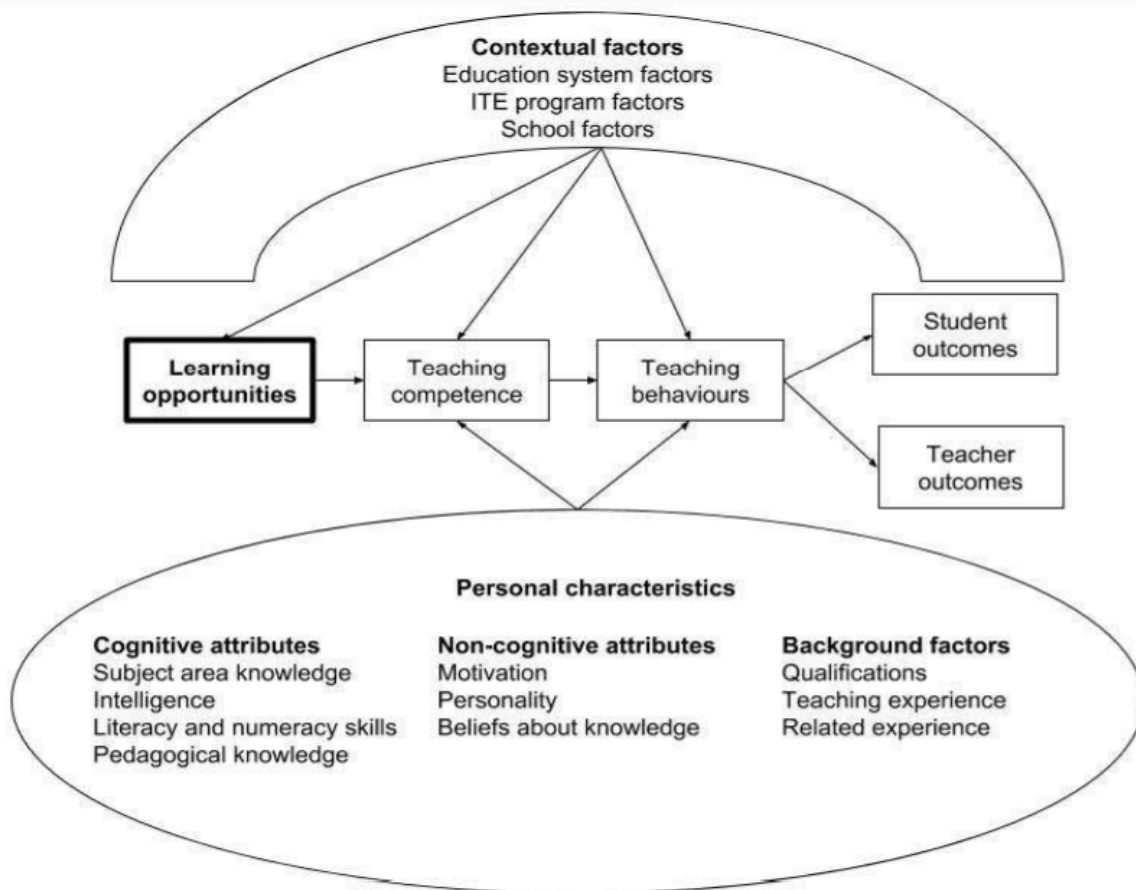 Contextual factors
Education system factors
ITE program factors
School factors
Learning
opportunities
Teaching
competence
Teaching
behaviours
Student
outcomes
Teacher
outcomes
Personal characteristics
Cognitive attributes
Subject area knowledge
Intelligence
Literacy and numeracy skills
Pedagogical knowledge
Non-cognitive attributes
Motivation
Personality
Beliefs about knowledge
Background factors
Qualifications
Teaching experience
Related experience